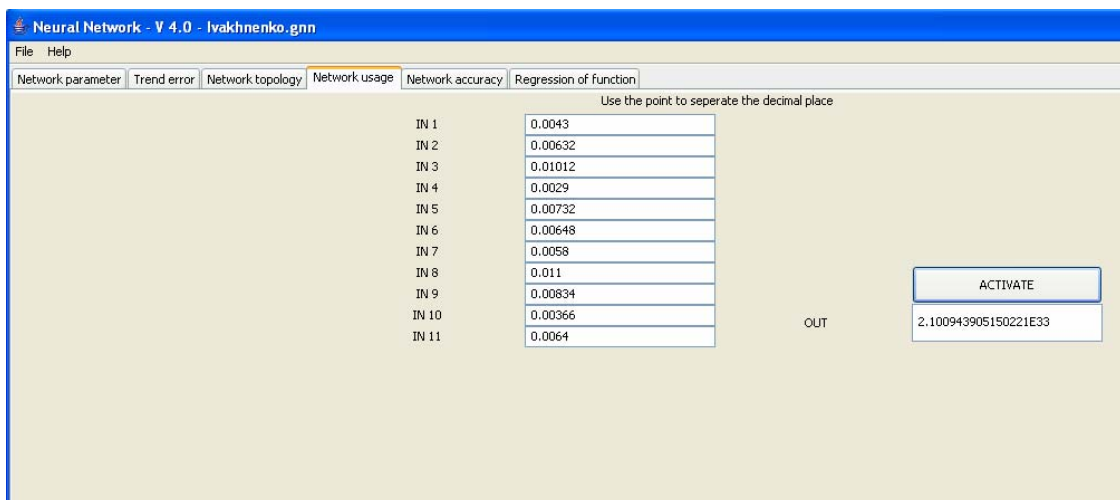 Neural Network - V 4.0 - Ivakhnenko.gnn
File Help
Network parameter Trend error Network topology Network usage Network accuracy Regression of function
Use the point to seperate the decimal place
IN 1 0.0043
IN 2 0.00632
IN 3 0.01012
IN 4 0.0029
IN 5 0.00732
IN 6 0.00648
IN 7 0.0058
IN 8 0.011
IN 9 0.00834
IN 10 0.00366
IN 11 0.0064
ACTIVATE
OUT 2.100943905150221E33